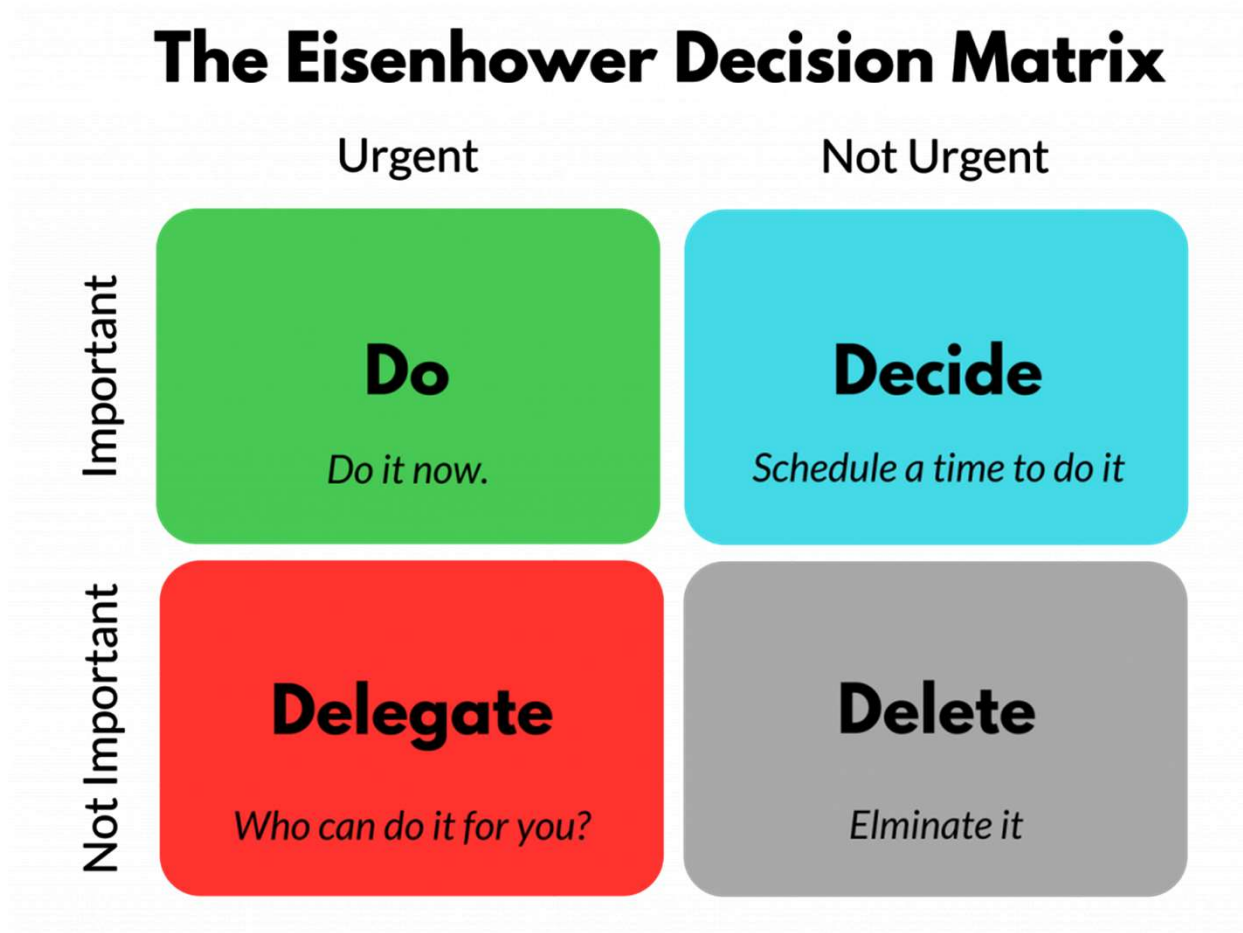 The Eisenhower Decision Matrix
Urgent
Not Urgent
Important
Do
Do it now.
Decide
Schedule a time to do it
Not Important
Delegate
Who can do it for you?
Delete
Elminate it